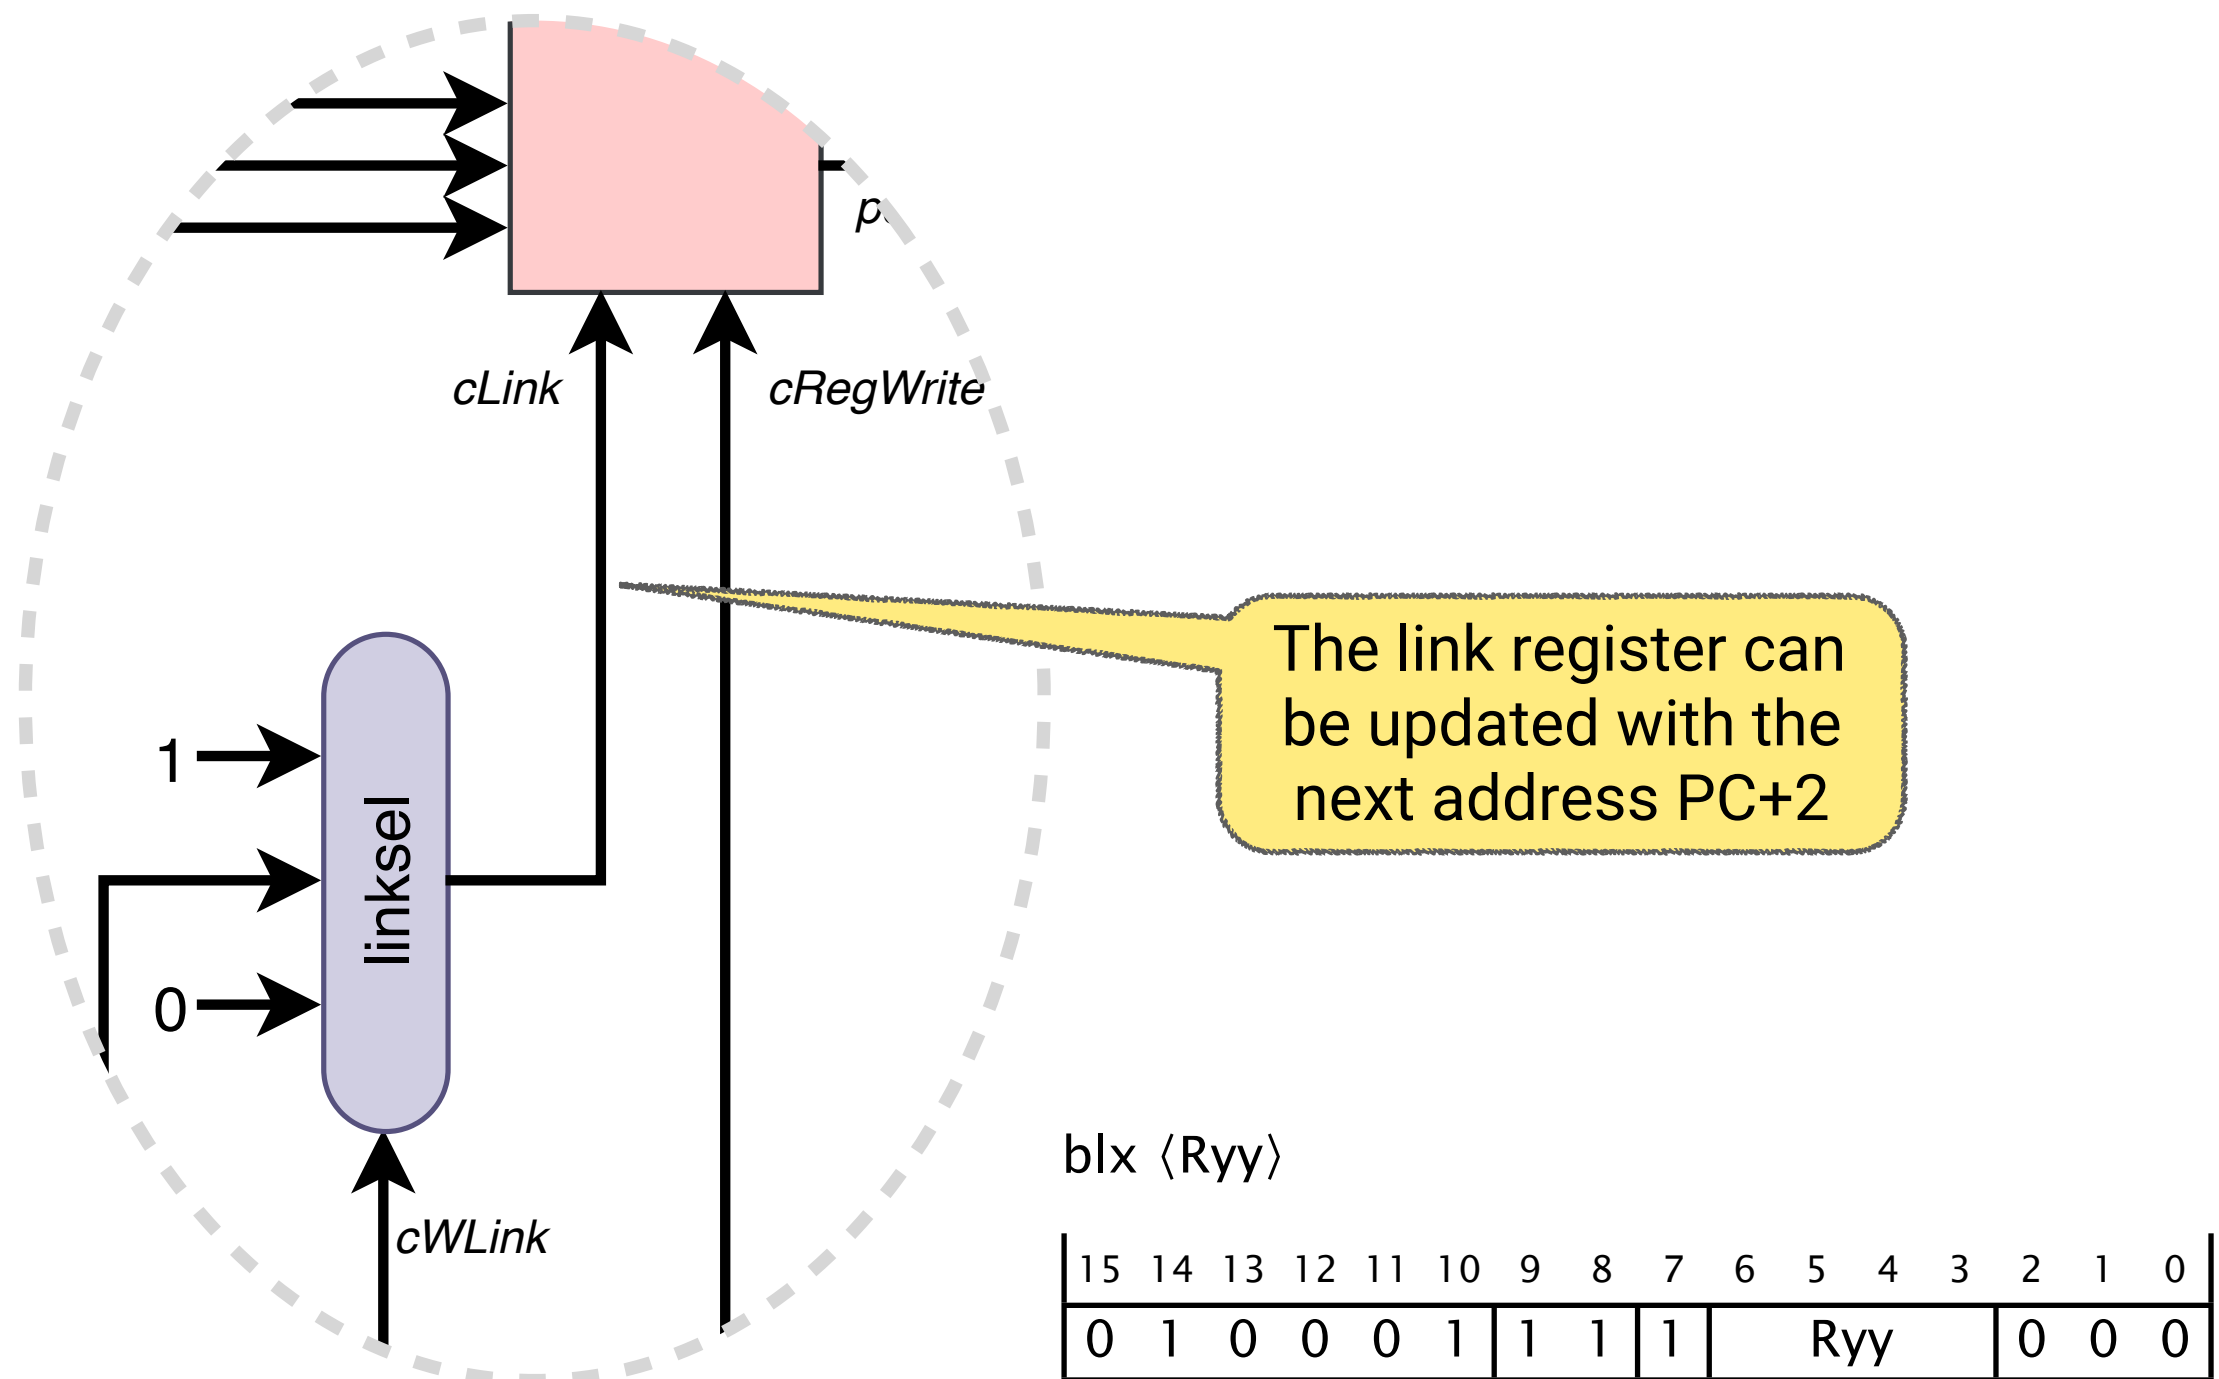 cLink
cRegWrite
The link register can
be updated with the
next address PC+2
1
linksel
0
cWLink
blx ⟨Ryy⟩
15 14 13 12 11 10 9 8 7 6 5 4 3 2 1 0
0 1 0 0 0 1 1 1 1 Ryy 0 0 0